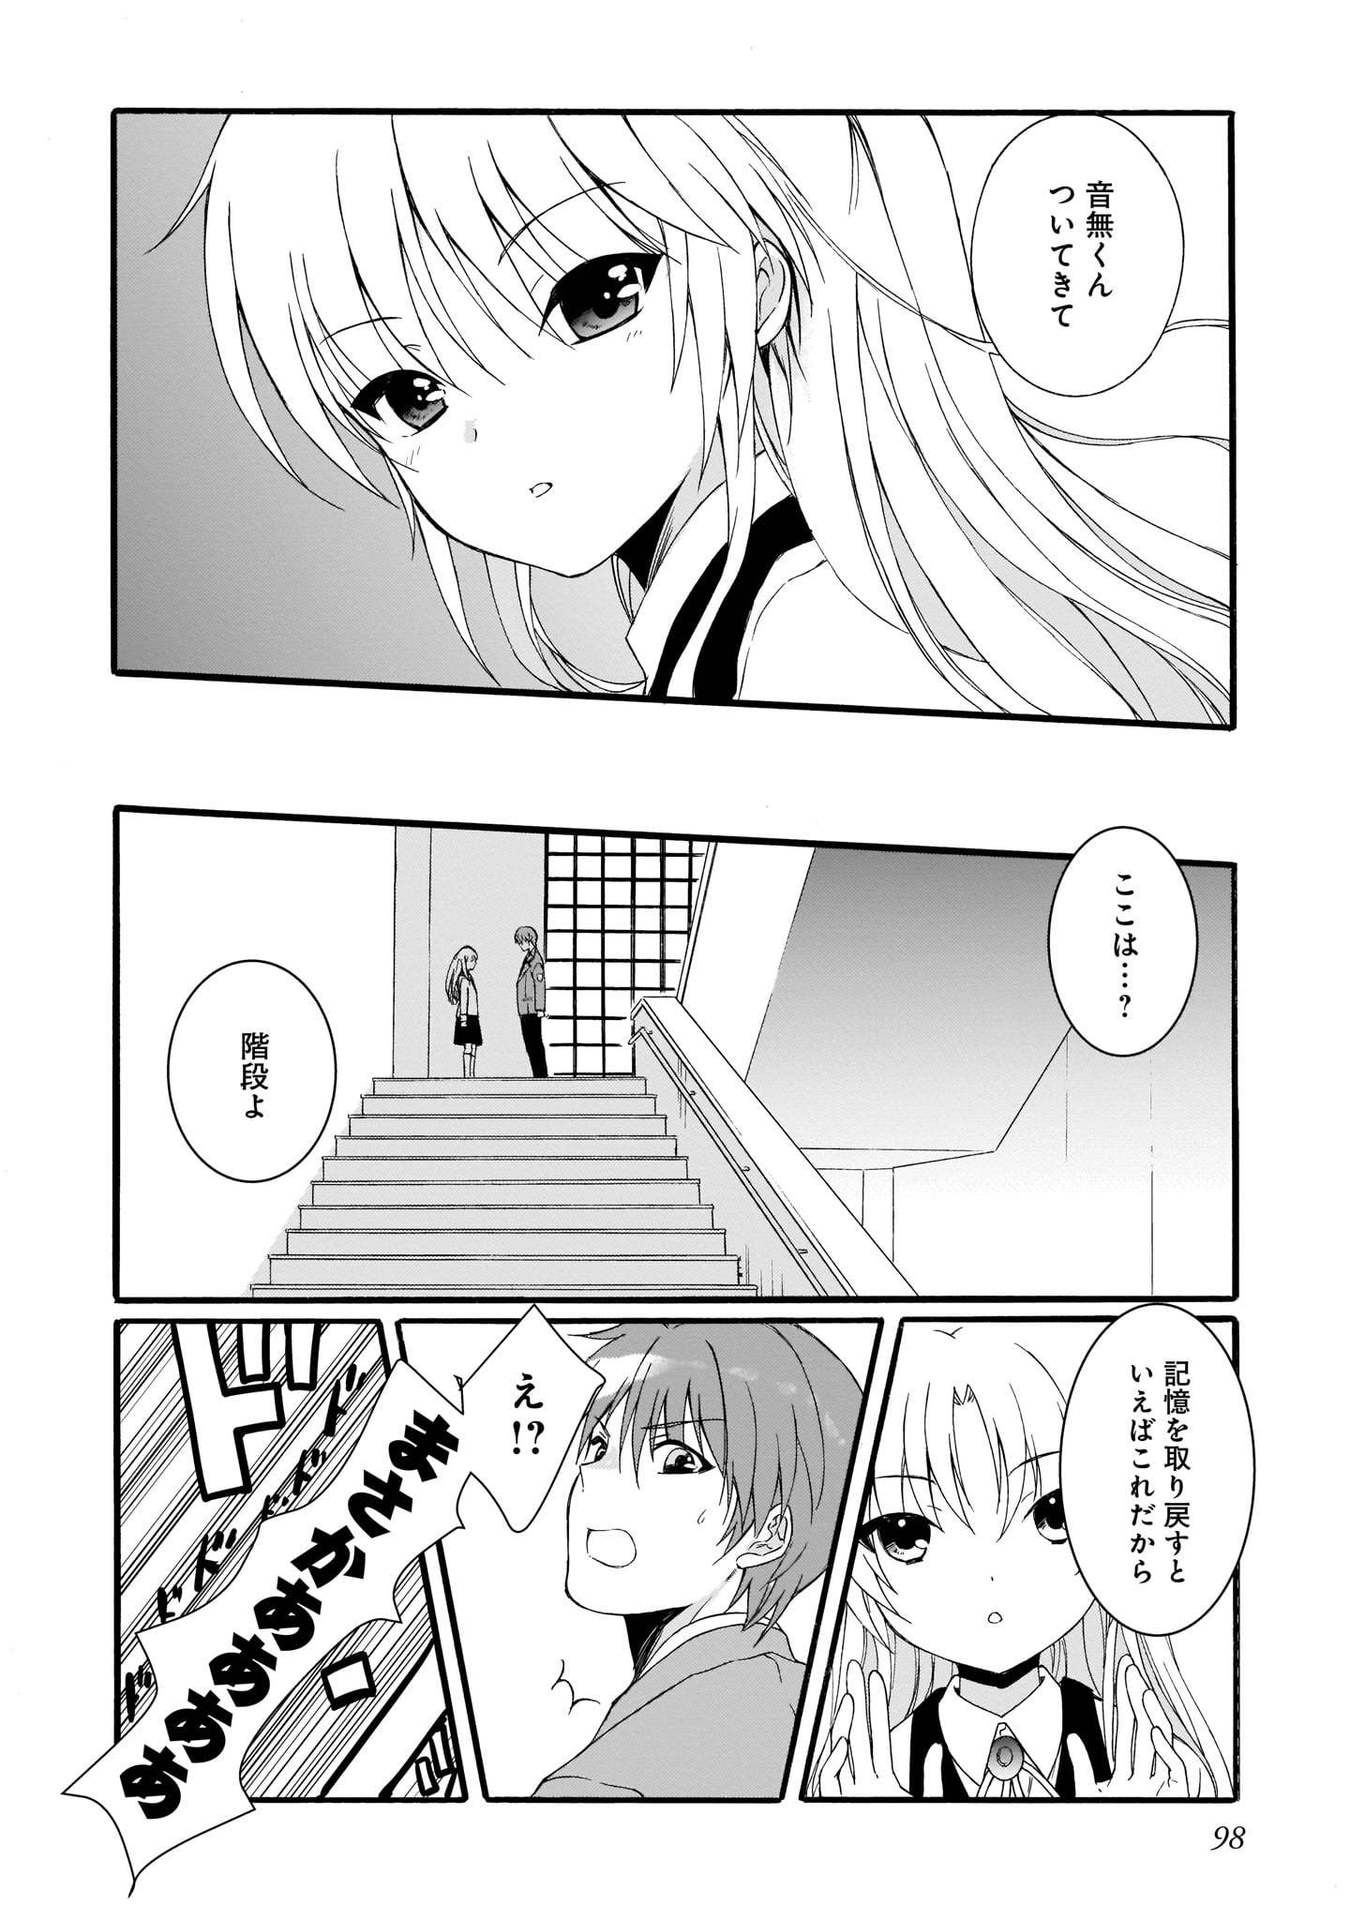 音無くん
ついてきて
ここは…?
階段よ
記憶を取り戻すと
いえばこれだから
え!?
まさかああああああ
ドドドドドドド
98